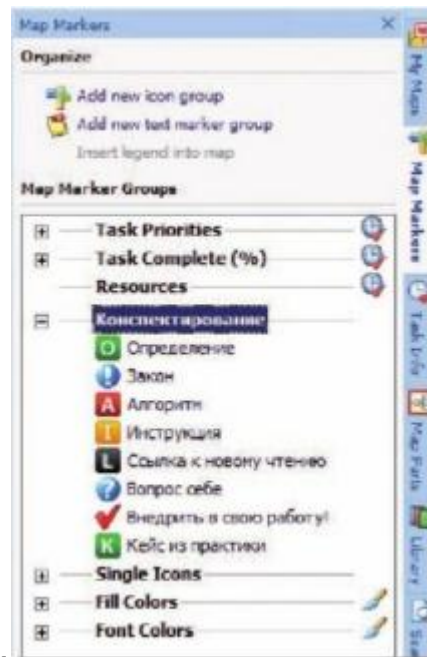 Map Markers
Organize
Add new icon group
Add new text marker group
Insert legend into map
Map Marker Groups
Task Priorities
Task Complete (%)
Resources
Конспектирование
O Определение
Закон
A Алгоритм
I Инструкция
L Ссылка к новому чтению
Вопрос себе
Внедрить в свою работу!
K Кейс из практики
Single Icons
Fill Colors
Font Colors
My Maps
Map Markers
Task Info
Map Parts
Library